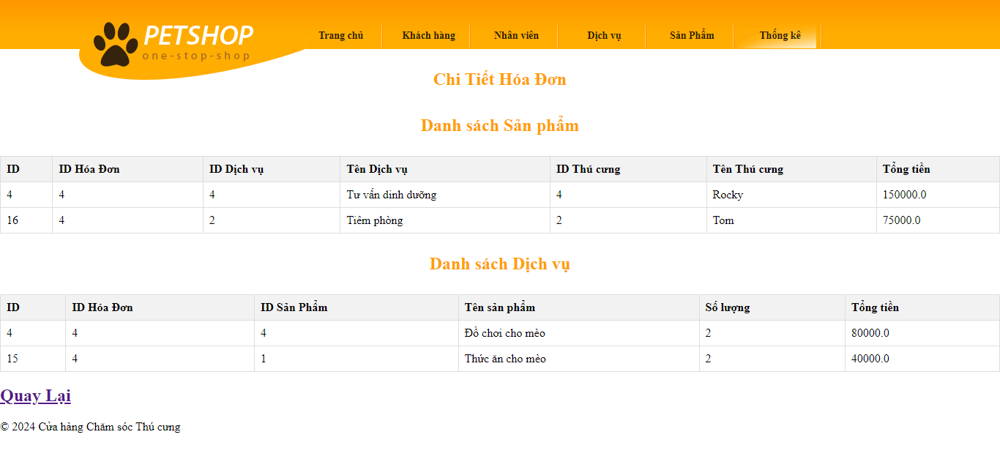 PETSHOP
one-stop-shop
Trang chủ Khách hàng Nhân viên Dịch vụ Sản Phẩm Thống kê
Chi Tiết Hóa Đơn
Danh sách Sản phẩm
ID ID Hóa Đơn ID Dịch vụ Tên Dịch vụ ID Thú cưng Tên Thú cưng Tổng tiền
4 4 4 Tư vấn dinh dưỡng 4 Rocky 150000.0
16 4 2 Tiêm phòng 2 Tom 75000.0
Danh sách Dịch vụ
ID ID Hóa Đơn ID Sản Phẩm Tên sản phẩm Số lượng Tổng tiền
4 4 4 Đồ chơi cho mèo 2 80000.0
15 4 1 Thức ăn cho mèo 2 40000.0
Quay Lại
© 2024 Cửa hàng Chăm sóc Thú cưng